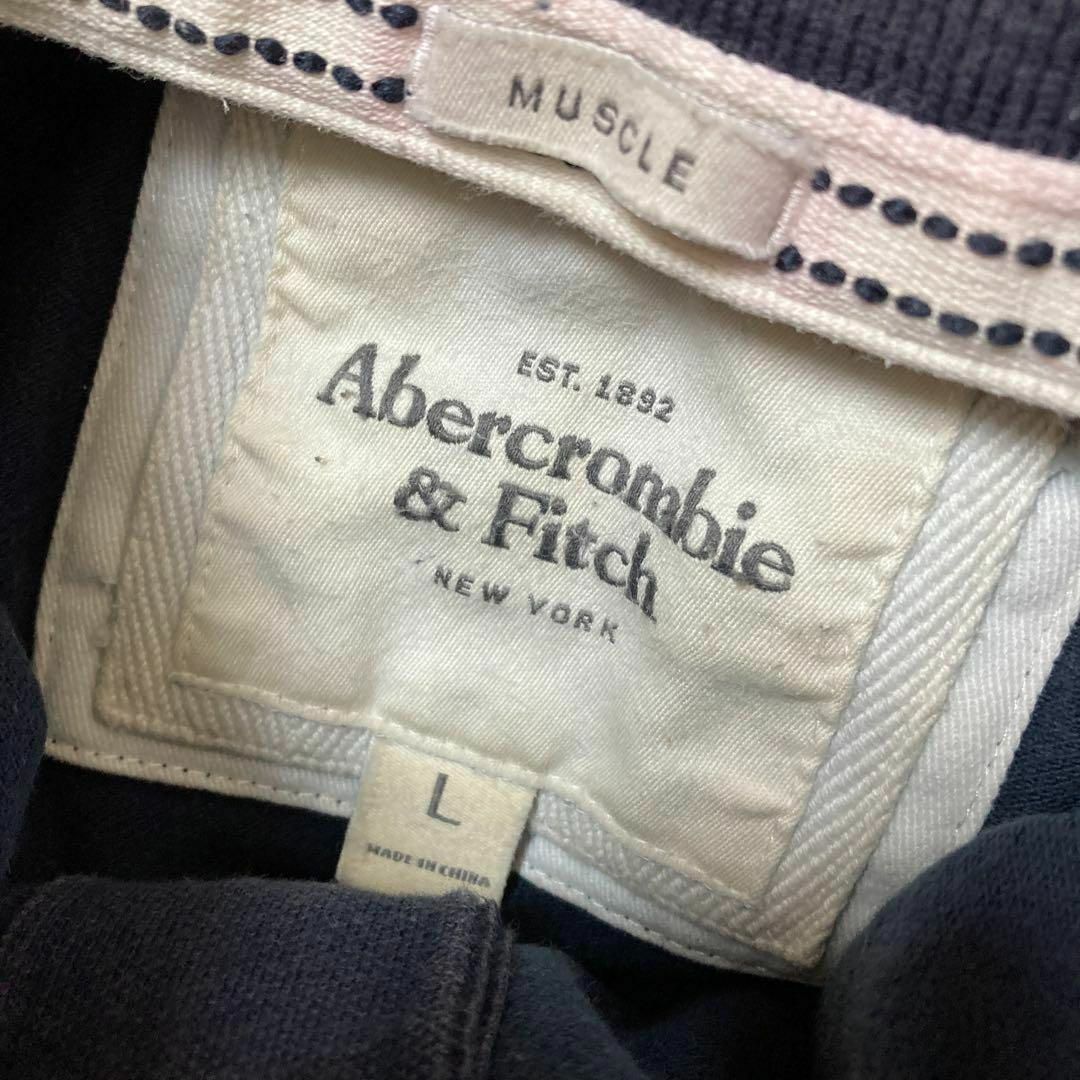 MUSCLE
EST. 1892
Abercrombie
& Fitch
NEW YORK
L
MADE IN CHINA